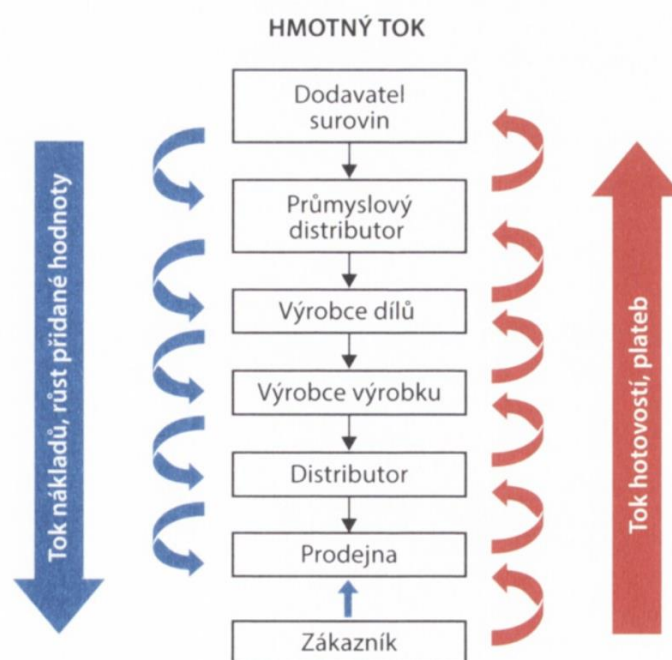 HMOTNÝ TOK
Dodavatel
surovin
Průmyslový
distributor
Výrobce dílů
Výrobce výrobku
Distributor
Prodejna
Zákazník
Tok nákladů, růst přidané hodnoty
Tok hotovostí, plateb